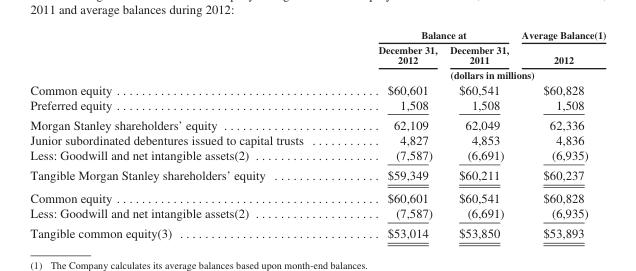 2011 and average balances during 2012:
Balance at Average Balance(1)
December 31, 2012 December 31, 2011 2012
(dollars in millions)
Common equity . . . . . . . . . . . . . . . . . . . . . . . . . . . . . . . . . . . . . . . . . $60,601 $60,541 $60,828
Preferred equity . . . . . . . . . . . . . . . . . . . . . . . . . . . . . . . . . . . . . . . . 1,508 1,508 1,508
Morgan Stanley shareholders' equity . . . . . . . . . . . . . . . . . . . . . . . . 62,109 62,049 62,336
Junior subordinated debentures issued to capital trusts . . . . . . . . . . . 4,827 4,853 4,836
Less: Goodwill and net intangible assets(2) . . . . . . . . . . . . . . . . . . . (7,587) (6,691) (6,935)
Tangible Morgan Stanley shareholders' equity . . . . . . . . . . . . . . . . . $59,349 $60,211 $60,237
Common equity . . . . . . . . . . . . . . . . . . . . . . . . . . . . . . . . . . . . . . . . . $60,601 $60,541 $60,828
Less: Goodwill and net intangible assets(2) . . . . . . . . . . . . . . . . . . . (7,587) (6,691) (6,935)
Tangible common equity(3) . . . . . . . . . . . . . . . . . . . . . . . . . . . . . . . $53,014 $53,850 $53,893
(1) The Company calculates its average balances based upon month-end balances.